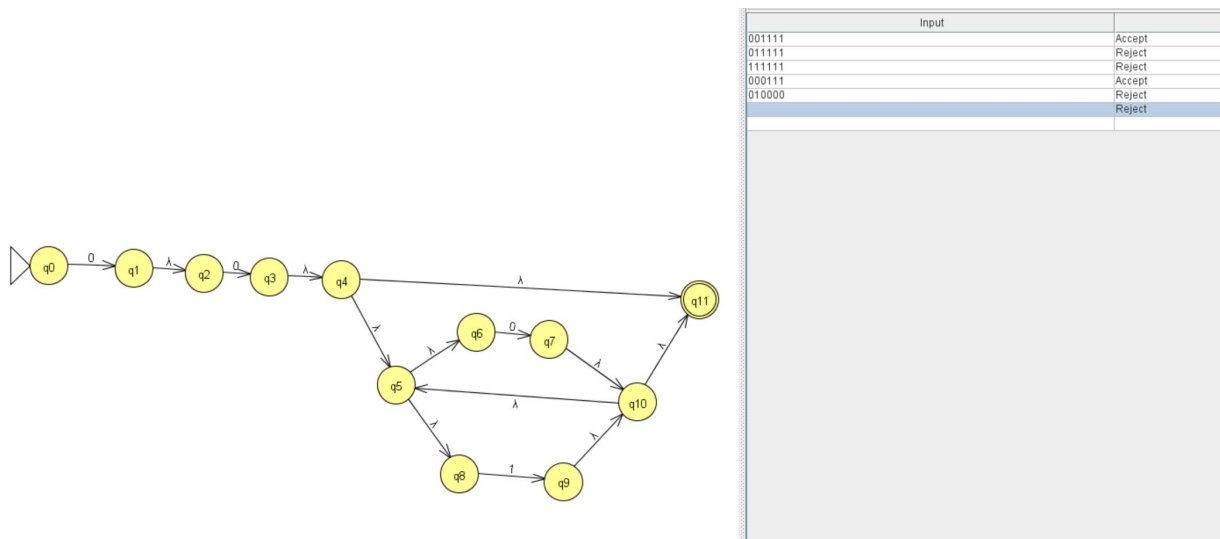 Input
001111 Accept
011111 Reject
111111 Reject
000111 Accept
010000 Reject
Reject
q0 0 q1 λ q2 0 q3 λ q4 λ q11
λ q6 0 q7 λ λ
q5 λ λ q10
λ q8 1 q9 λ